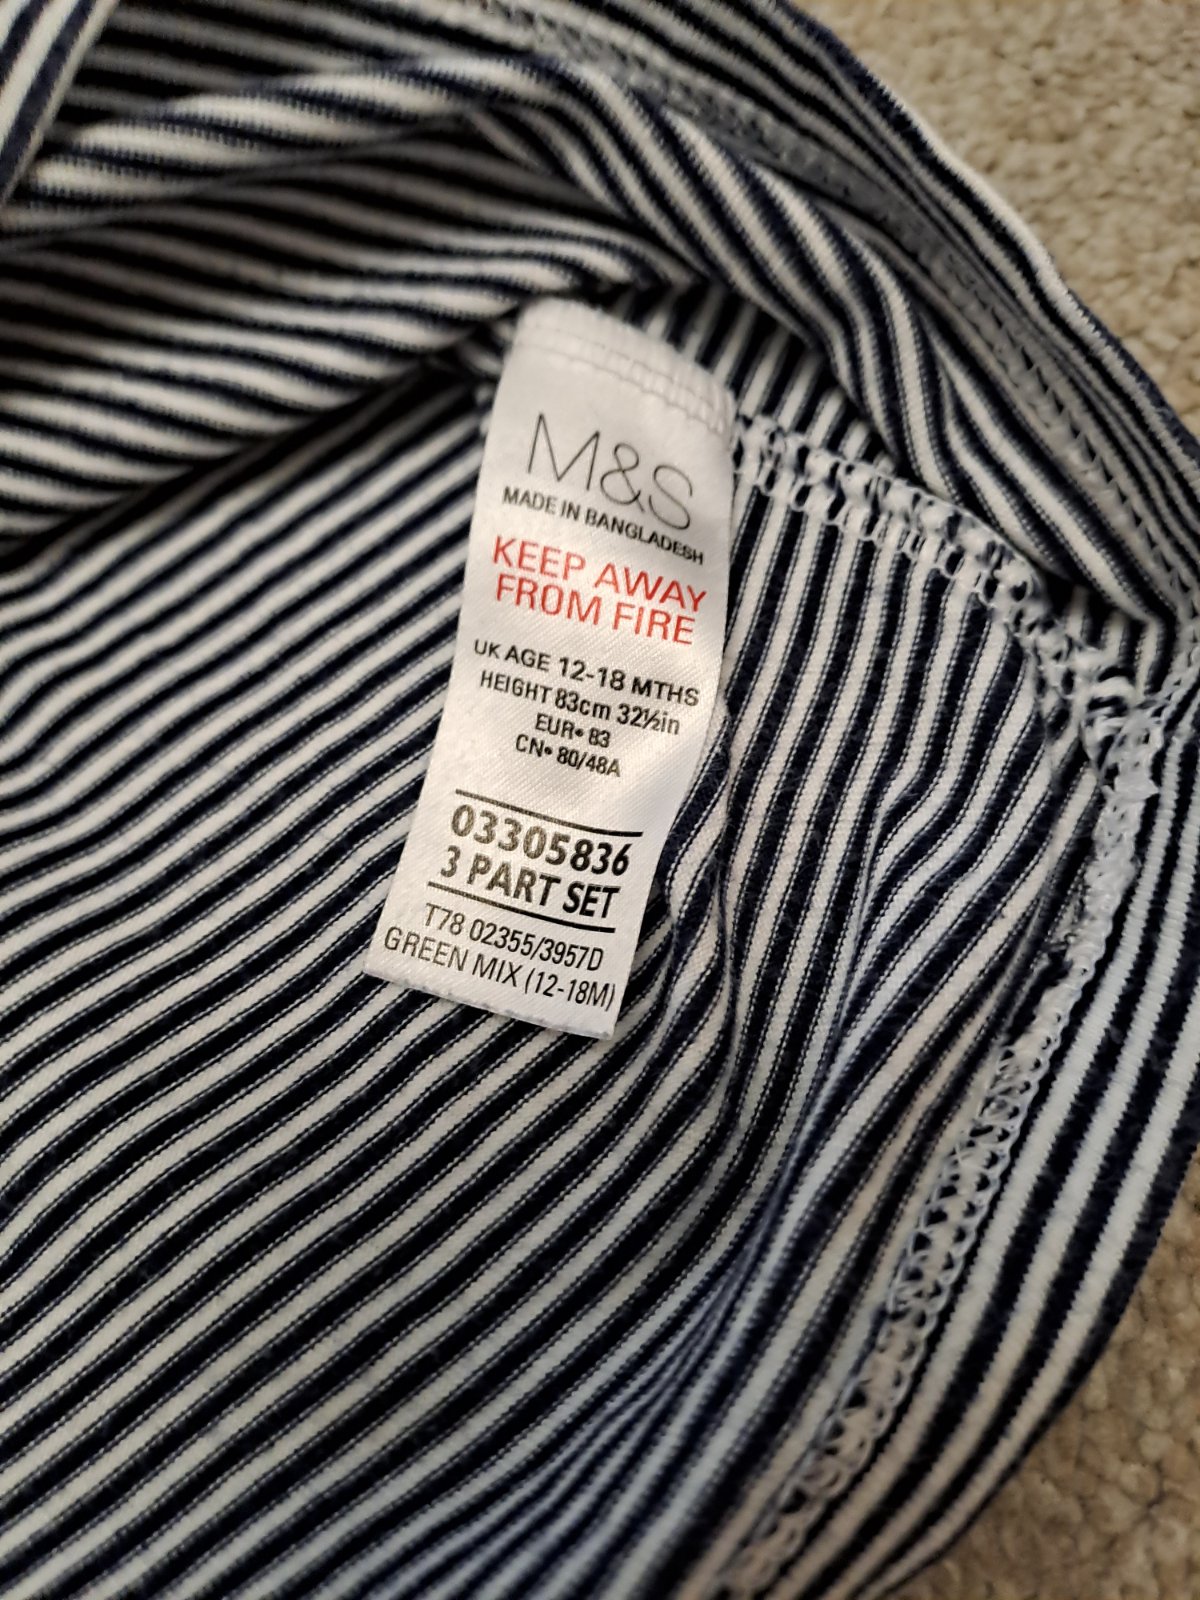 M&S
MADE IN BANGLADESH
KEEP AWAY
FROM FIRE
UK AGE 12-18 MTHS
HEIGHT 83cm 32½in
EUR• 83
CN• 80/48A
03305836
3 PART SET
T78 02355/3957D
GREEN MIX (12-18M)